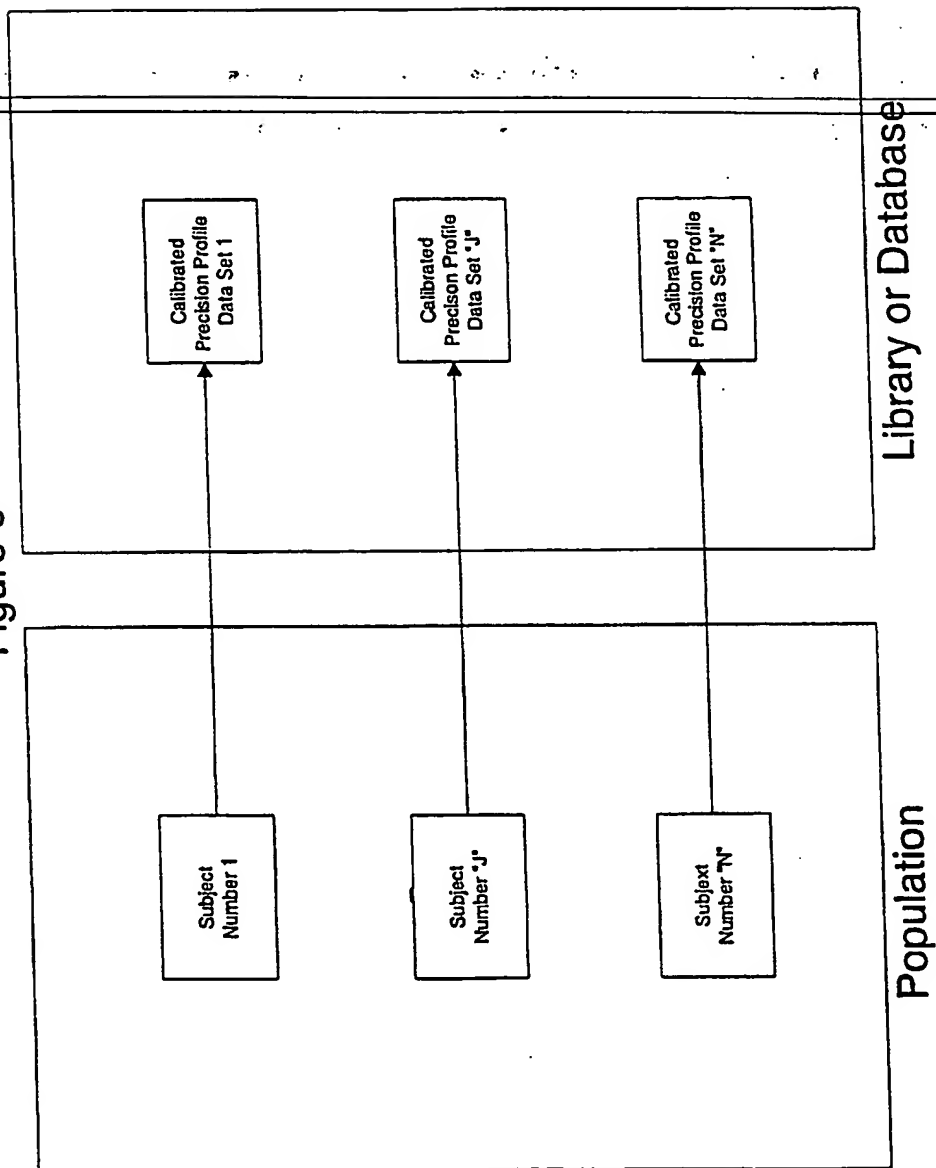 Subject
Number 1
Subject
Number "J"
Subjext
Number "N"
Population
Calibrated
Precision Profile
Data Set 1
Calibrated
Precison Profile
Data Set "J"
Calibrated
Precision Profile
Data Set "N"
Library or Database